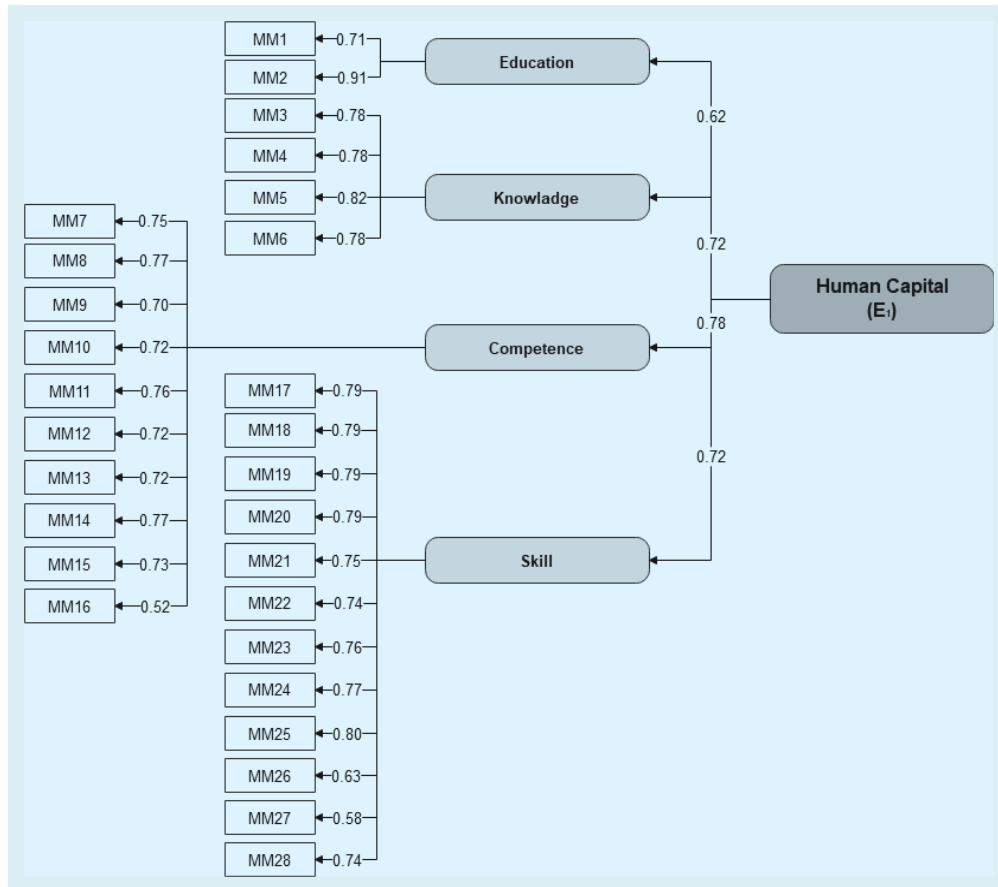 MM1
0.71
MM2
0.91
Education
MM3
0.78
MM4
0.78
MM5
0.82
MM6
0.78
Knowladge
MM7
0.75
MM8
0.77
MM9
0.70
MM10
0.72
MM11
0.76
MM12
0.72
MM13
0.72
MM14
0.77
MM15
0.73
MM16
0.52
Competence
MM17
0.79
MM18
0.79
MM19
0.79
MM20
0.79
MM21
0.75
MM22
0.74
MM23
0.76
MM24
0.77
MM25
0.80
MM26
0.63
MM27
0.58
MM28
0.74
Skill
0.62
0.72
0.78
0.72
Human Capital
(E₁)